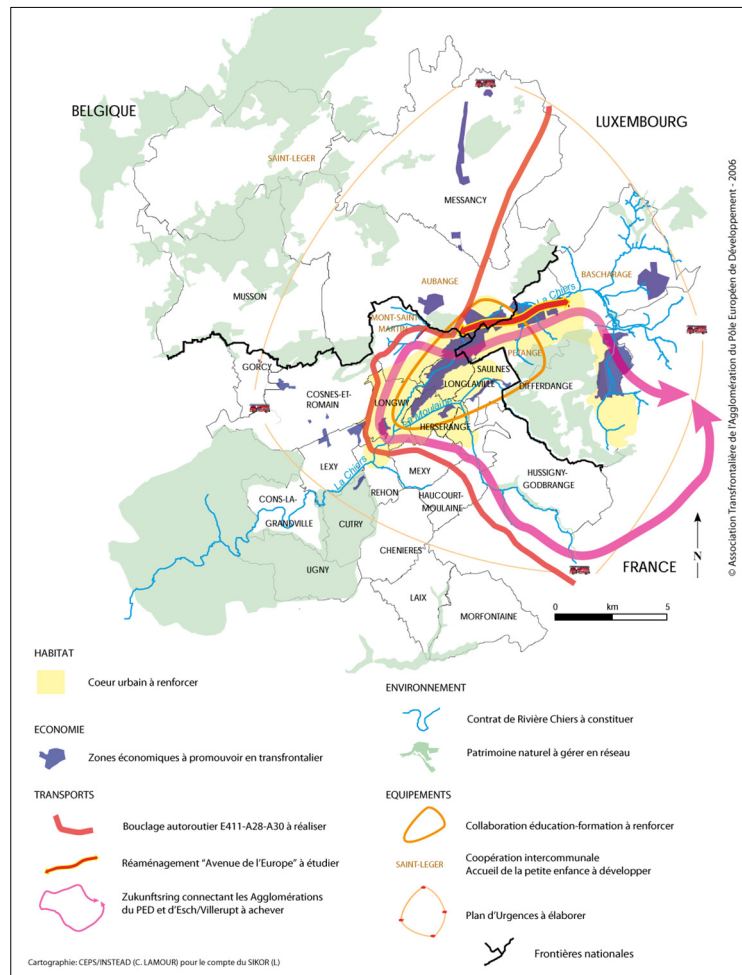 BELGIQUE
LUXEMBOURG
SAINT-LEGER
MESSANCY
BASCHARAGE
AUBANGE
La Chiers
MUSSON
MONT-SAINT-
MARTIN
PETANGE
SAULNES
GORCY
DIFFERDANGE
LONGLAVILLE
COSNES-ET-
ROMAIN
LONGWY
La Moulaine
HERSERANGE
LEXY
La Chiers
MEXY
HUSSIGNY-
GODBRANGE
CONS-LA-
GRANDVILLE
REHON
HAUCOURT-
MOULAINE
CUTRY
N
CHENIERES
FRANCE
UGNY
0 km 5
LAIX
MORFONTAINE
© Association Transfrontalière de l'Agglomération du Pôle Européen de Développement - 2006
HABITAT
Coeur urbain à renforcer
ECONOMIE
Zones économiques à promouvoir en transfrontalier
TRANSPORTS
Bouclage autoroutier E411-A28-A30 à réaliser
Réaménagement "Avenue de l'Europe" à étudier
Zukunftsring connectant les Agglomérations
du PED et d'Esch/Villerupt à achever
ENVIRONNEMENT
Contrat de Rivière Chiers à constituer
Patrimoine naturel à gérer en réseau
EQUIPEMENTS
Collaboration éducation-formation à renforcer
SAINT-LEGER
Coopération intercommunale
Accueil de la petite enfance à développer
Plan d'Urgences à élaborer
Frontières nationales
Cartographie: CEPS/INSTEAD (C. LAMOUR) pour le compte du SIKOR (L)